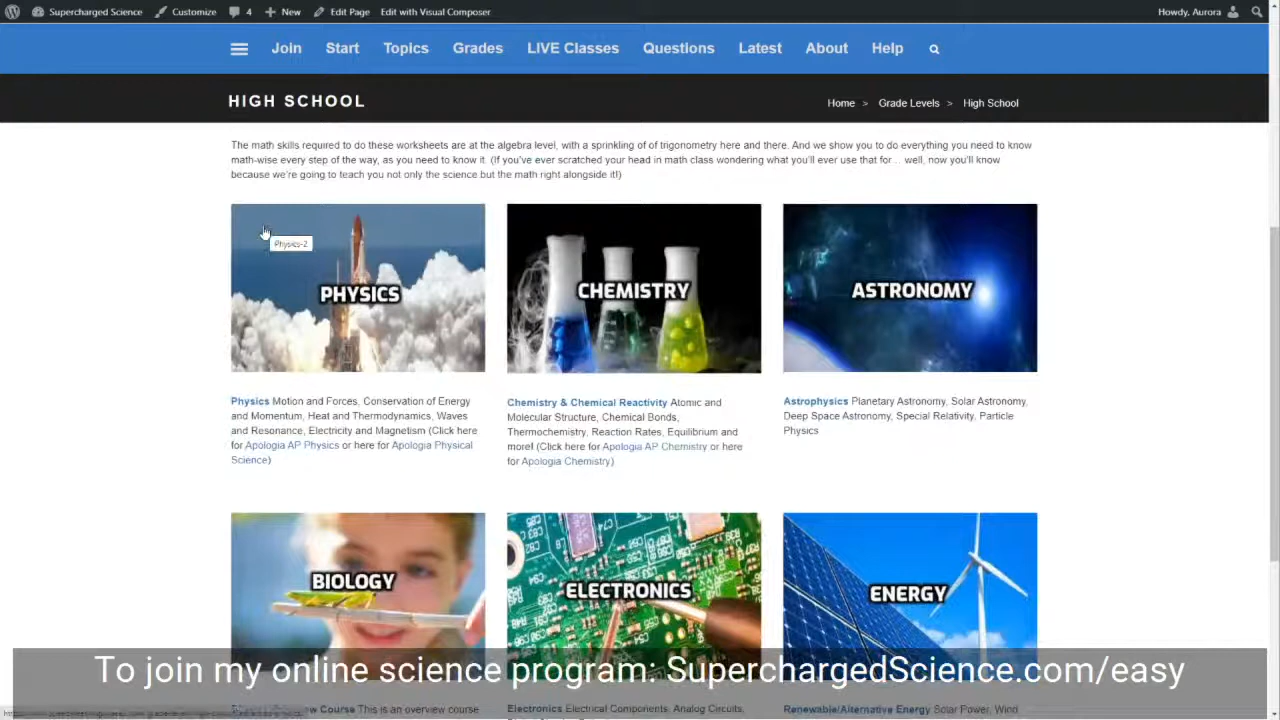 Supercharged Science Customize 4 New Edit Page Edit with Visual Composer Howdy, Aurora
Join Start Topics Grades LIVE Classes Questions Latest About Help
HIGH SCHOOL
Home > Grade Levels > High School
The math skills required to do these worksheets are at the algebra level, with a sprinkling of of trigonometry here and there. And we show you to do everything you need to know
math-wise every step of the way, as you need to know it. (If you've ever scratched your head in math class wondering what you'll ever use that for... well, now you'll know
because we're going to teach you not only the science but the math right alongside it!)
Physics-2
PHYSICS
CHEMISTRY
ASTRONOMY
Physics Motion and Forces, Conservation of Energy
and Momentum, Heat and Thermodynamics, Waves
and Resonance, Electricity and Magnetism (Click here
for Apologia AP Physics or here for Apologia Physical
Science)
Chemistry & Chemical Reactivity Atomic and
Molecular Structure, Chemical Bonds,
Thermochemistry, Reaction Rates, Equilibrium and
more! (Click here for Apologia AP Chemistry or here
for Apologia Chemistry)
Astrophysics Planetary Astronomy, Solar Astronomy,
Deep Space Astronomy, Special Relativity, Particle
Physics
BIOLOGY
ELECTRONICS
ENERGY
To join my online science program: SuperchargedScience.com/easy
Course This is an overview course
Electronics Electrical Components, Analog Circuits,
Renewable/Alternative Energy Solar Power, Wind